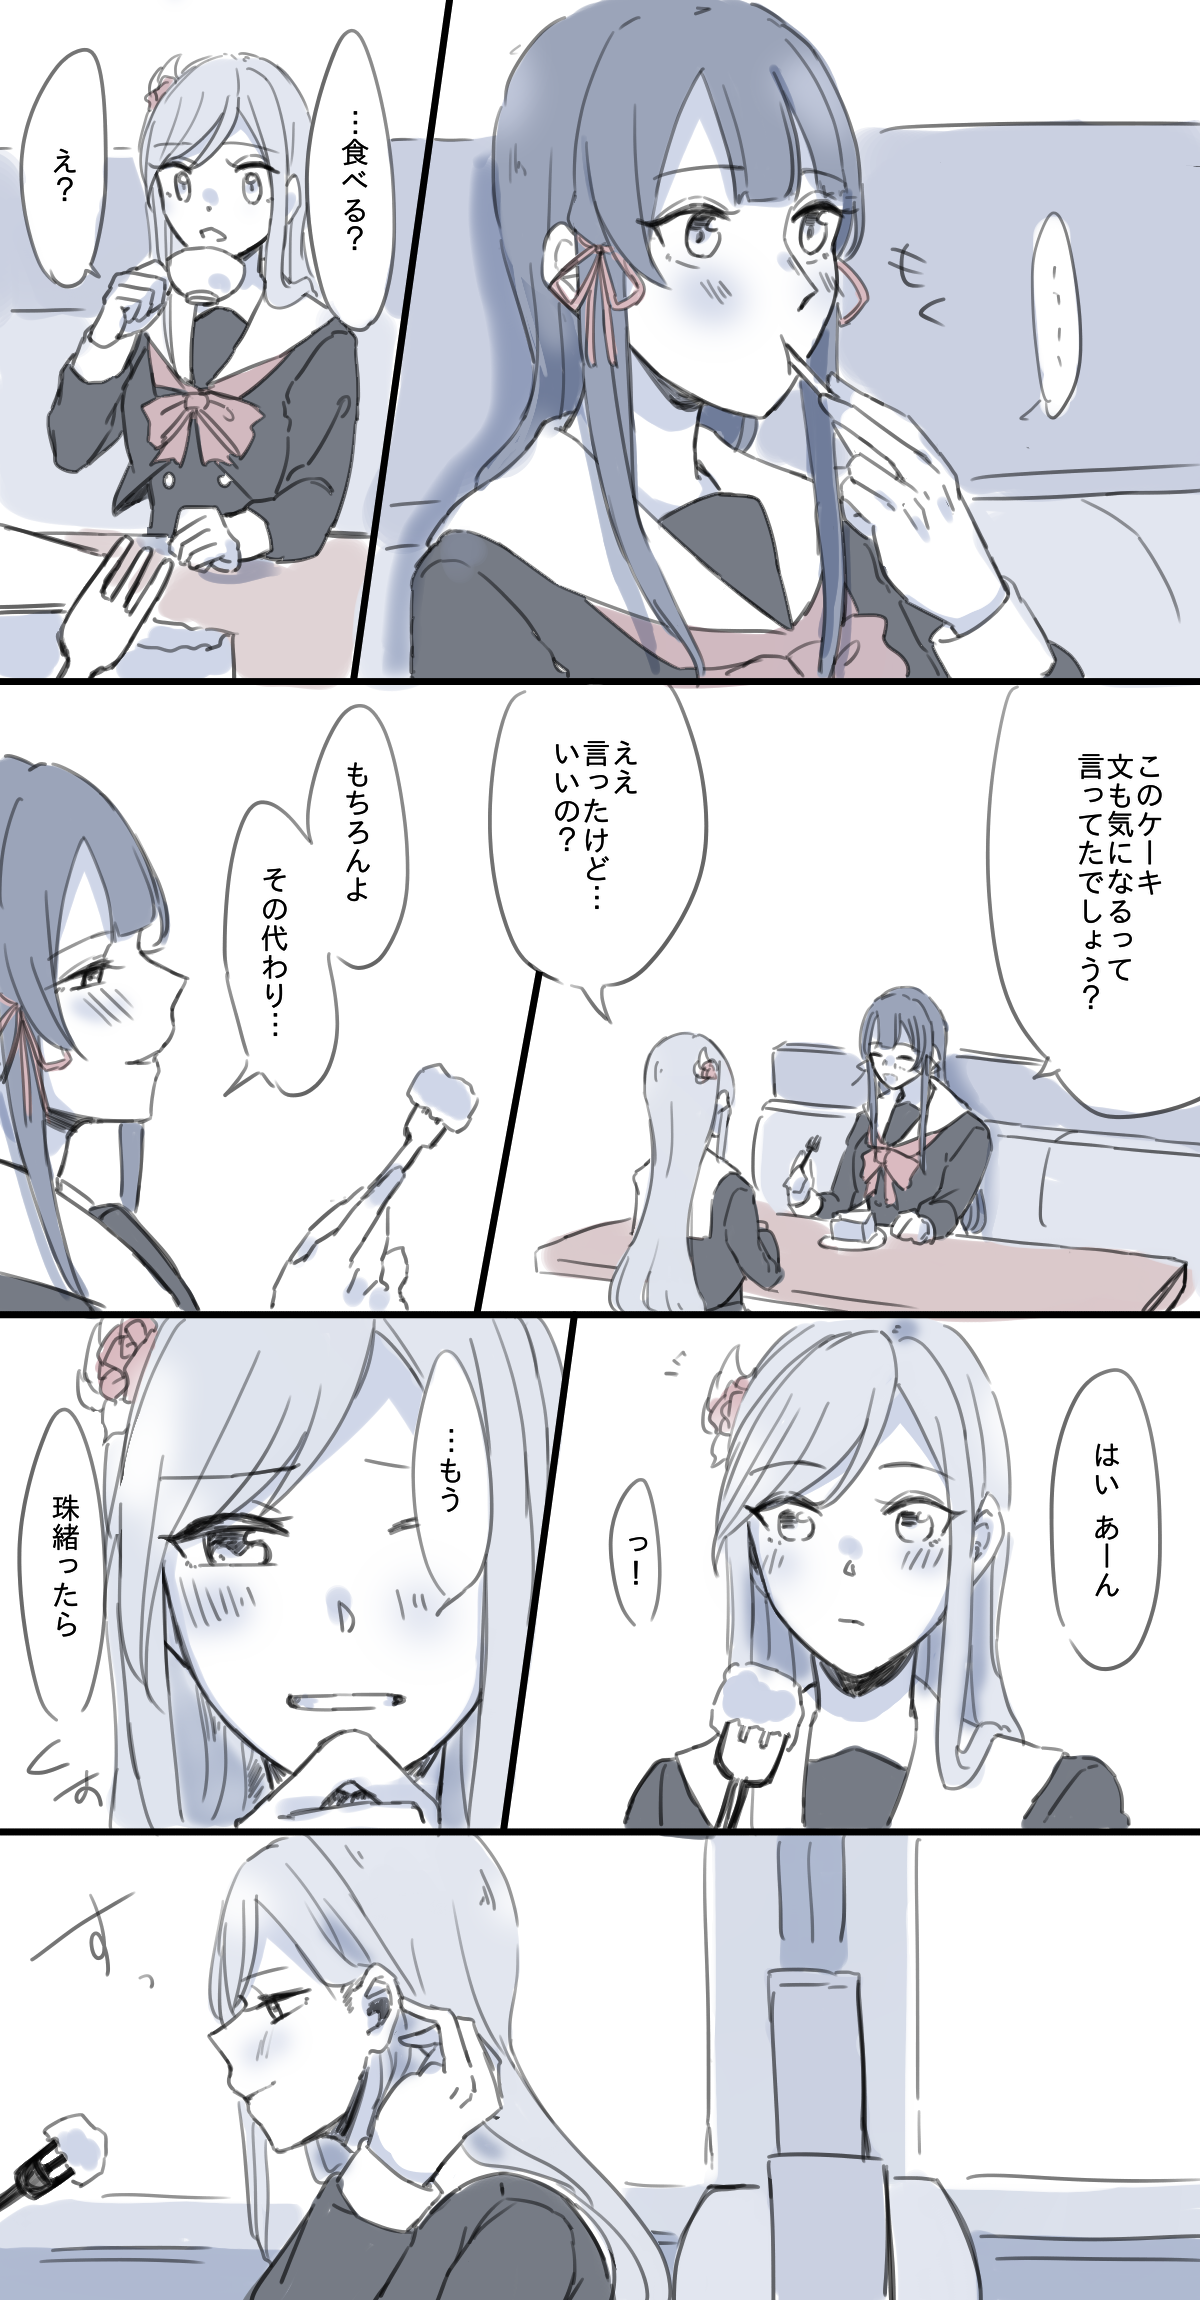 ……
もく
…食べる？
え？
このケーキ
文も気になるって
言ってたでしょう？
ええ
言ったけど…
いいの？
もちろんよ
その代わり…
はい あーん
っ！
…もう
珠緒ったら
くすっ